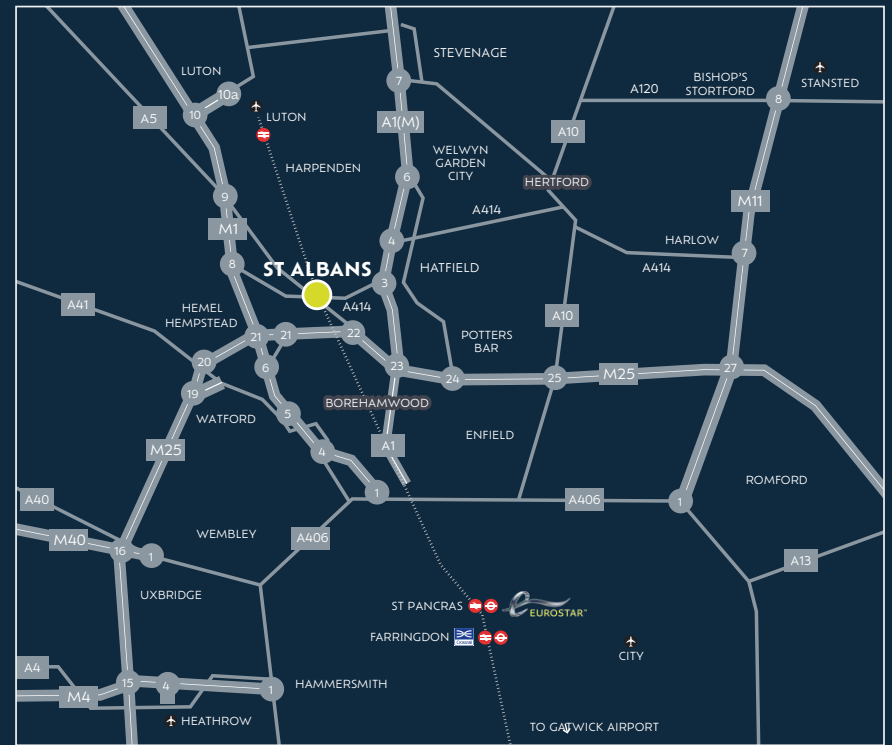 STEVENAGE
LUTON
7
BISHOP'S
STORTFORD
STANSTED
10a
A120
8
10
LUTON
A5
A1(M)
A10
WELWYN
GARDEN
CITY
HARPENDEN
6
HERTFORD
9
M11
A414
M1
4
HARLOW
7
8
ST ALBANS
HATFIELD
A414
3
A41
A414
HEMEL
HEMPSTEAD
A10
21
21
22
POTTERS
BAR
20
6
23
24
25
M25
27
19
BOREHAMWOOD
WATFORD
5
A1
ENFIELD
M25
4
ROMFORD
1
A40
A406
1
WEMBLEY
A406
M40
16
1
A13
UXBRIDGE
ST PANCRAS
EUROSTAR™
FARRINGDON
CITY
A4
15
4
1
HAMMERSMITH
M4
HEATHROW
TO GATWICK AIRPORT